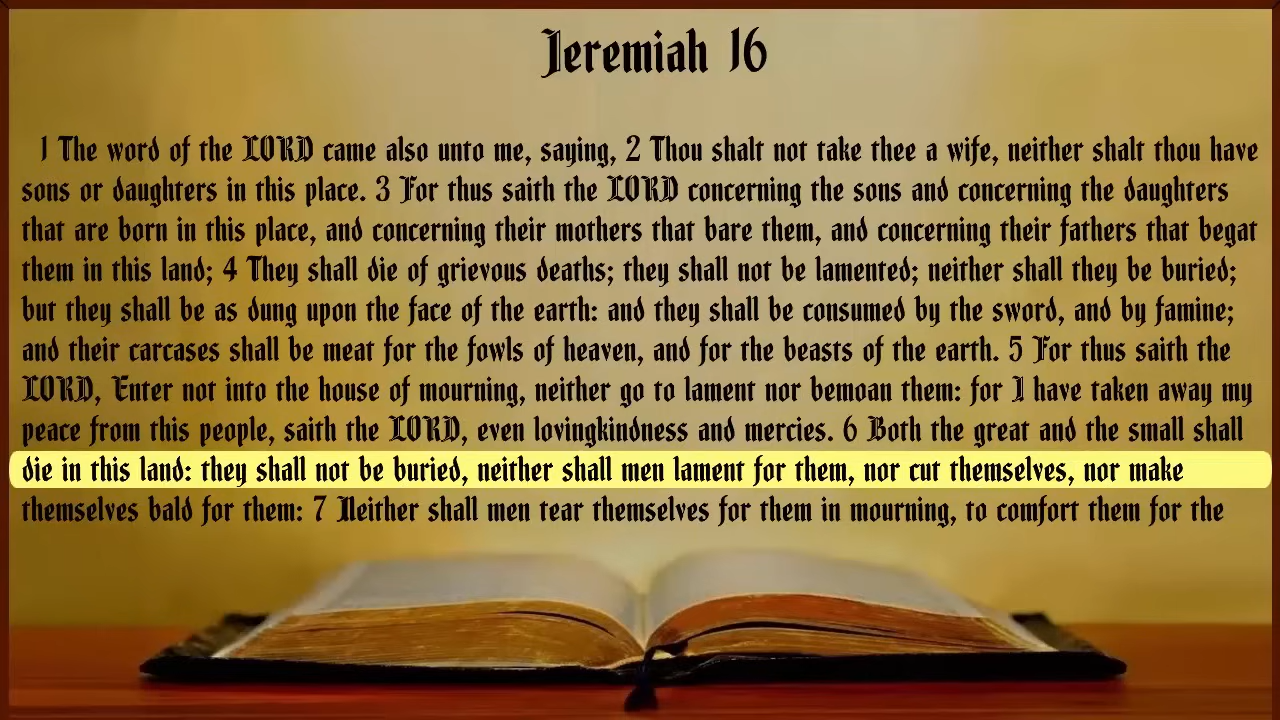 Jeremiah 16
1 The word of the LORD came also unto me, saying, 2 Thou shalt not take thee a wife, neither shalt thou have
sons or daughters in this place. 3 For thus saith the LORD concerning the sons and concerning the daughters
that are born in this place, and concerning their mothers that bare them, and concerning their fathers that begat
them in this land; 4 They shall die of grievous deaths; they shall not be lamented; neither shall they be buried;
but they shall be as dung upon the face of the earth: and they shall be consumed by the sword, and by famine;
and their carcases shall be meat for the fowls of heaven, and for the beasts of the earth. 5 For thus saith the
LORD, Enter not into the house of mourning, neither go to lament nor bemoan them: for I have taken away my
peace from this people, saith the LORD, even lovingkindness and mercies. 6 Both the great and the small shall
die in this land: they shall not be buried, neither shall men lament for them, nor cut themselves, nor make
themselves bald for them: 7 Neither shall men tear themselves for them in mourning, to comfort them for the